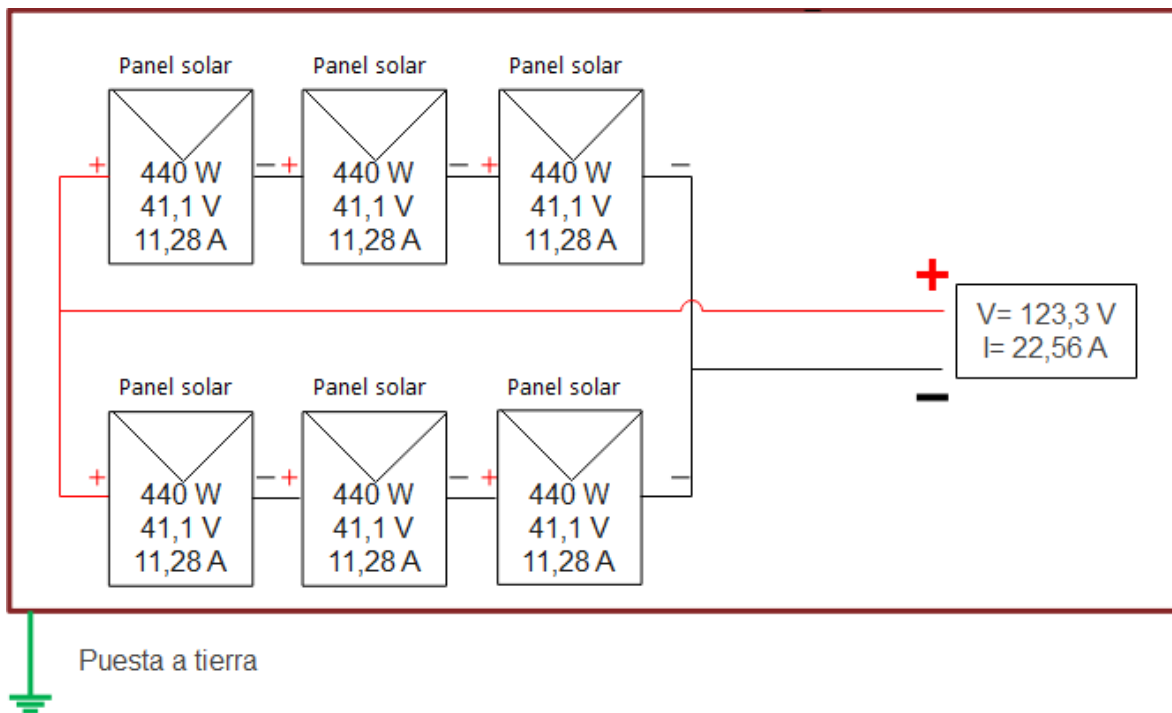 Panel solar Panel solar Panel solar
+ 440 W − + 440 W − + 440 W −
41,1 V 41,1 V 41,1 V
11,28 A 11,28 A 11,28 A
+
V= 123,3 V
I= 22,56 A
−
Panel solar Panel solar Panel solar
+ 440 W − + 440 W − + 440 W −
41,1 V 41,1 V 41,1 V
11,28 A 11,28 A 11,28 A
Puesta a tierra